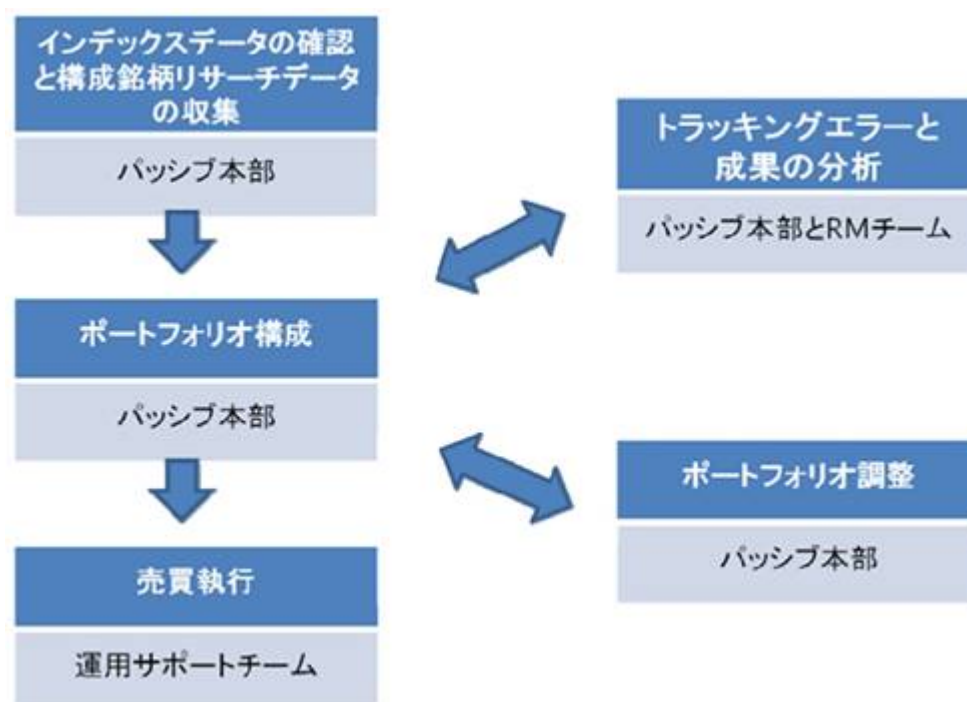 インデックスデータの確認
と構成銘柄リサーチデータ
の収集
パッシブ本部
ポートフォリオ構成
パッシブ本部
売買執行
運用サポートチーム
トラッキングエラーと
成果の分析
パッシブ本部とRMチーム
ポートフォリオ調整
パッシブ本部